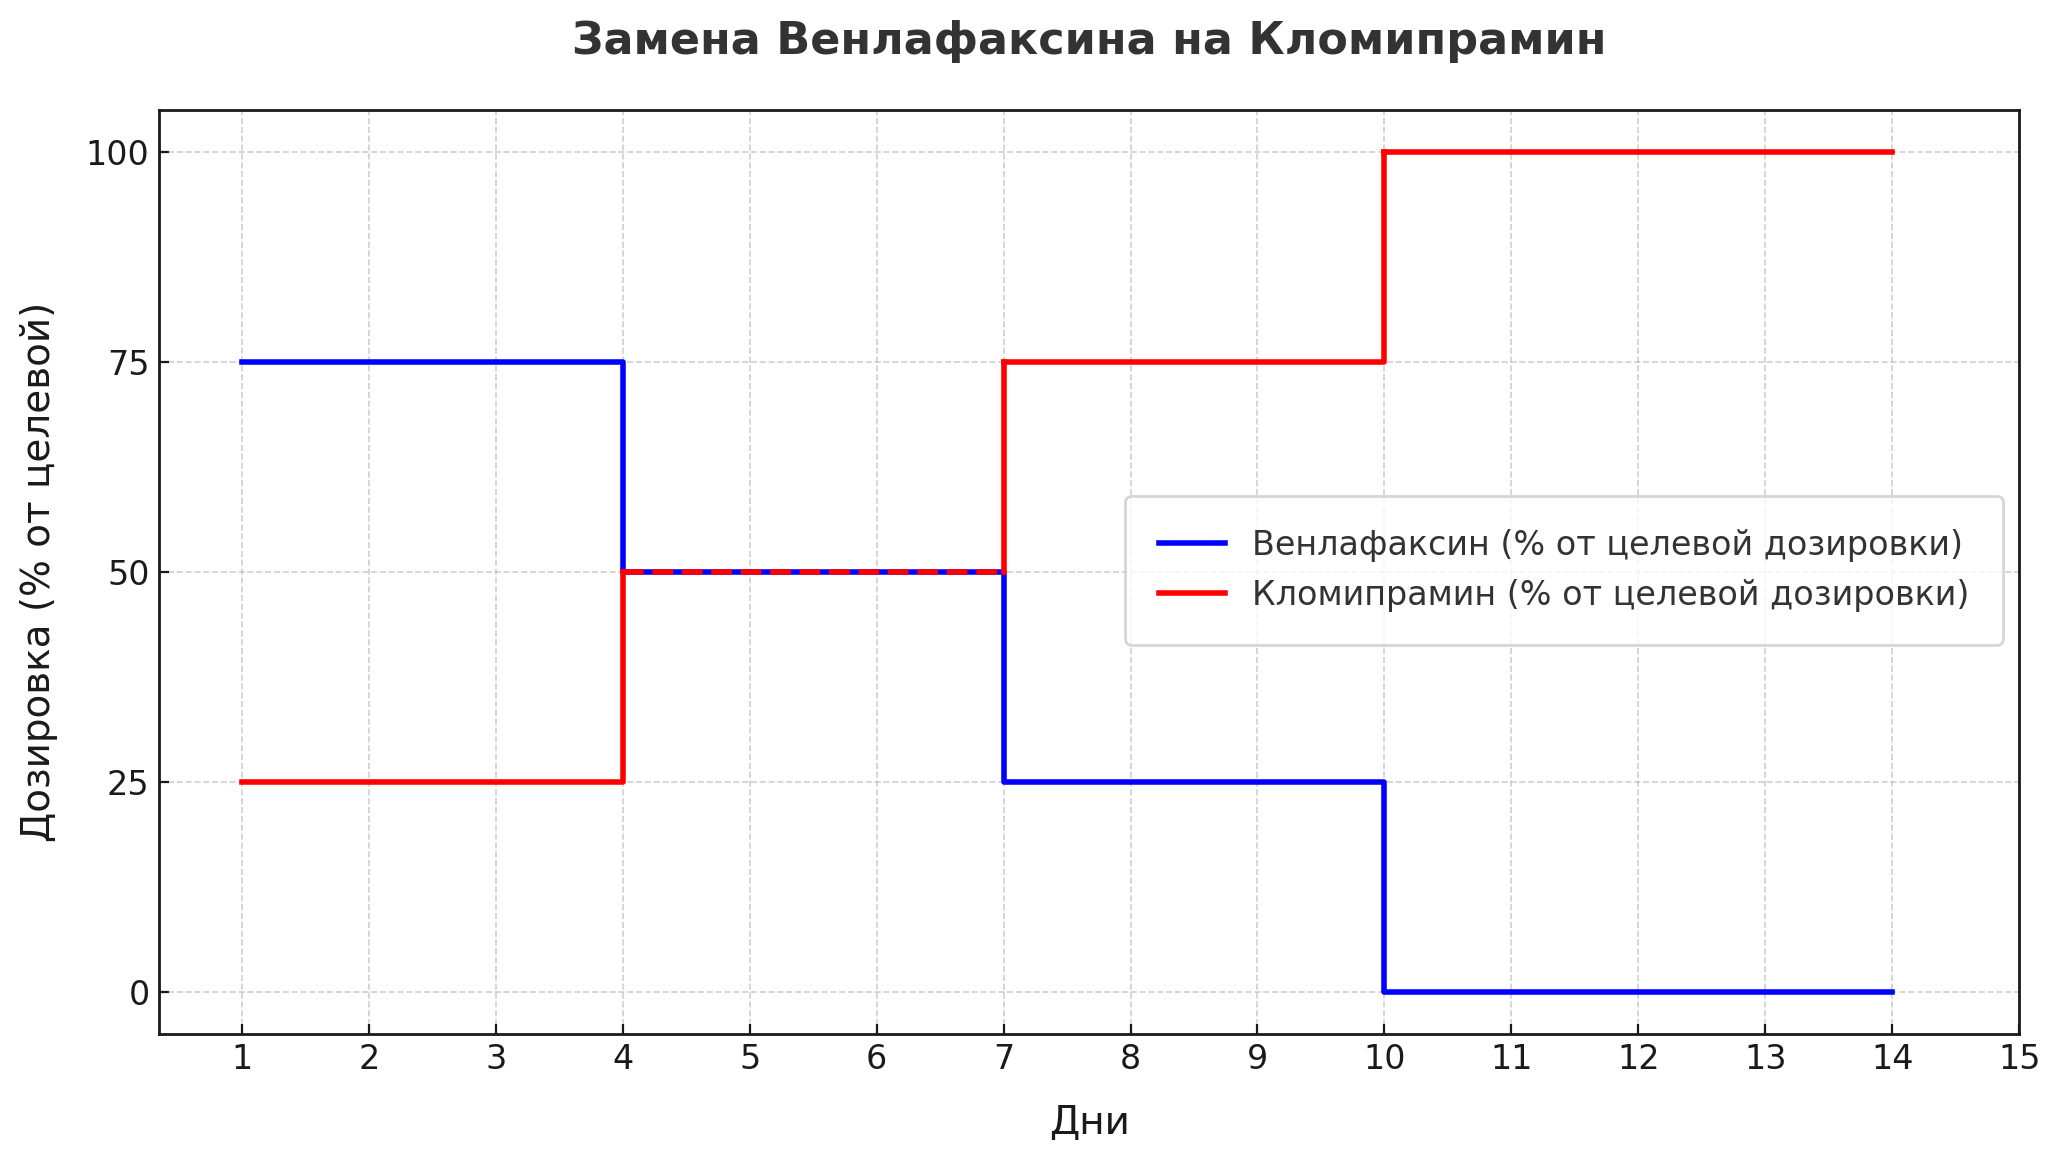 Замена Венлафаксина на Кломипрамин
Дозировка (% от целевой)
100
75
50
25
0
Венлафаксин (% от целевой дозировки)
Кломипрамин (% от целевой дозировки)
1 2 3 4 5 6 7 8 9 10 11 12 13 14 15
Дни